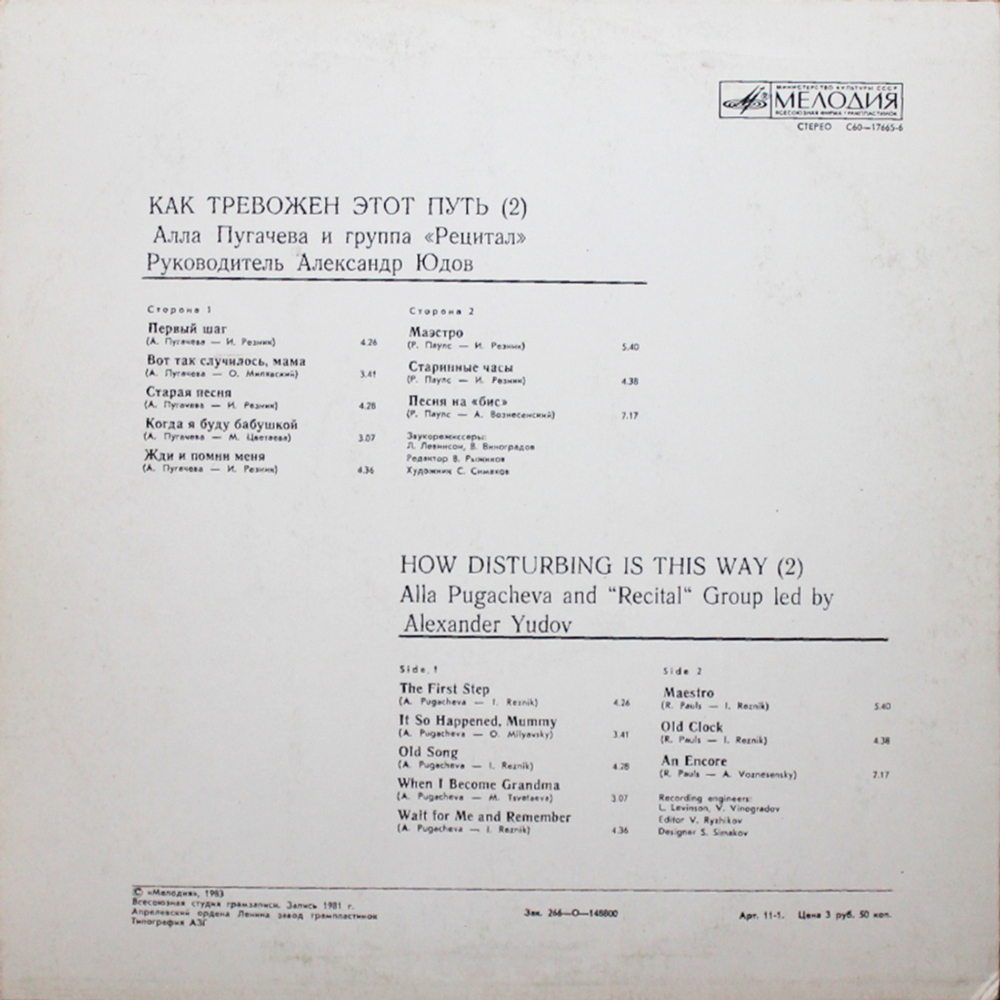 МИНИСТЕРСТВО КУЛЬТУРЫ СССР
МЕЛОДИЯ
ВСЕСОЮЗНАЯ ФИРМА ГРАМПЛАСТИНОК
СТЕРЕО С60—17665-6
КАК ТРЕВОЖЕН ЭТОТ ПУТЬ (2)
Алла Пугачева и группа «Рецитал»
Руководитель Александр Юдов
Сторона 1
Первый шаг
(А. Пугачева — И. Резник) 4.26
Вот так случилось, мама
(А. Пугачева — О. Милявский) 3.41
Старая песня
(А. Пугачева — И. Резник) 4.28
Когда я буду бабушкой
(А. Пугачева — М. Цветаева) 3.07
Жди и помни меня
(А. Пугачева — И. Резник) 4.36
Сторона 2
Маэстро
(Р. Паулс — И. Резник) 5.40
Старинные часы
(Р. Паулс — И. Резник) 4.38
Песня на «бис»
(Р. Паулс — А. Вознесенский) 7.17
Звукорежиссеры:
Л. Левинсон, В. Виноградов
Редактор В. Рыжиков
Художник С. Симаков
HOW DISTURBING IS THIS WAY (2)
Alla Pugacheva and “Recital“ Group led by
Alexander Yudov
Side 1
The First Step
(A. Pugacheva — I. Reznik) 4.26
It So Happened, Mummy
(A. Pugacheva — O. Milyavsky) 3.41
Old Song
(A. Pugacheva — I. Reznik) 4.28
When I Become Grandma
(A. Pugacheva — M. Tsvetaeva) 3.07
Wait for Me and Remember
(A. Pugacheva — I. Reznik) 4.36
Side 2
Maestro
(R. Pauls — I. Reznik) 5.40
Old Clock
(R. Pauls — I. Reznik) 4.38
An Encore
(R. Pauls — A. Voznesensky) 7.17
Recording engineers:
L. Levinson, V. Vinogradov
Editor V. Ryzhikov
Designer S. Simakov
© «Мелодия», 1983
Всесоюзная студия грамзаписи. Запись 1981 г.
Апрелевский ордена Ленина завод грампластинок
Типография АЗГ
Зак. 266—О—148800
Арт. 11-1. Цена 3 руб. 50 коп.